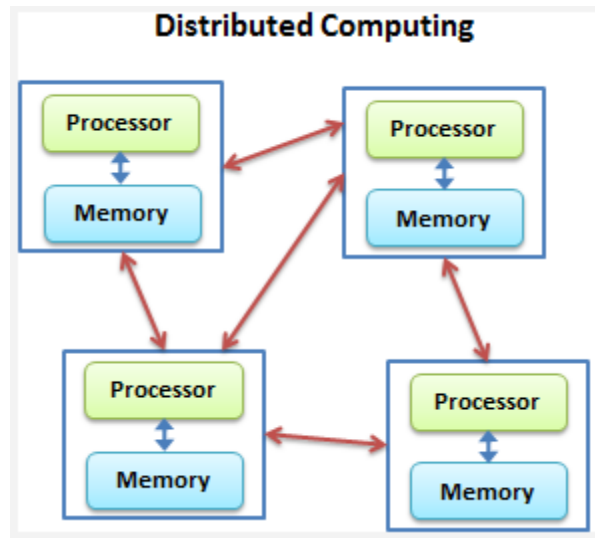 Distributed Computing
Processor
Memory
Processor
Memory
Processor
Memory
Processor
Memory